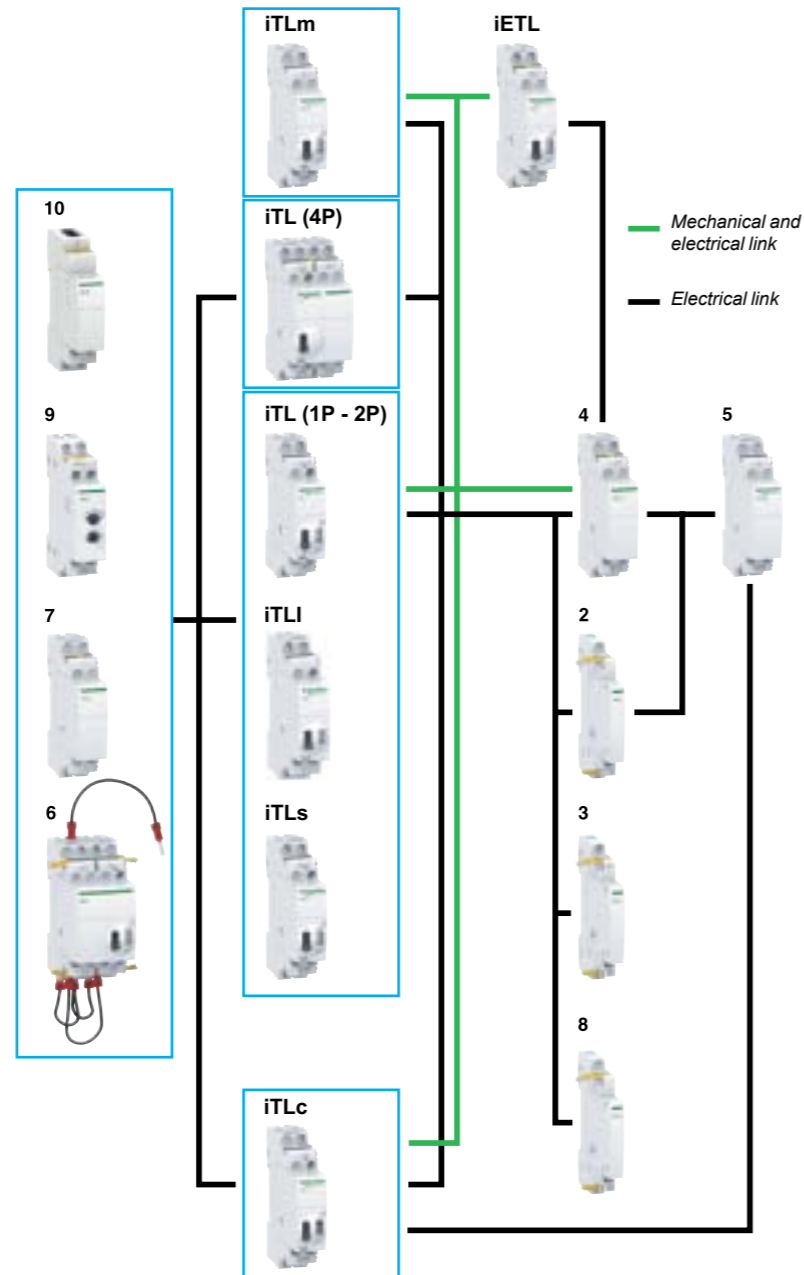 iTLm
iETL
10
iTL (4P)
Mechanical and
electrical link
Electrical link
9
iTL (1P - 2P)
4
5
7
iTLI
2
6
iTLs
3
8
iTLc